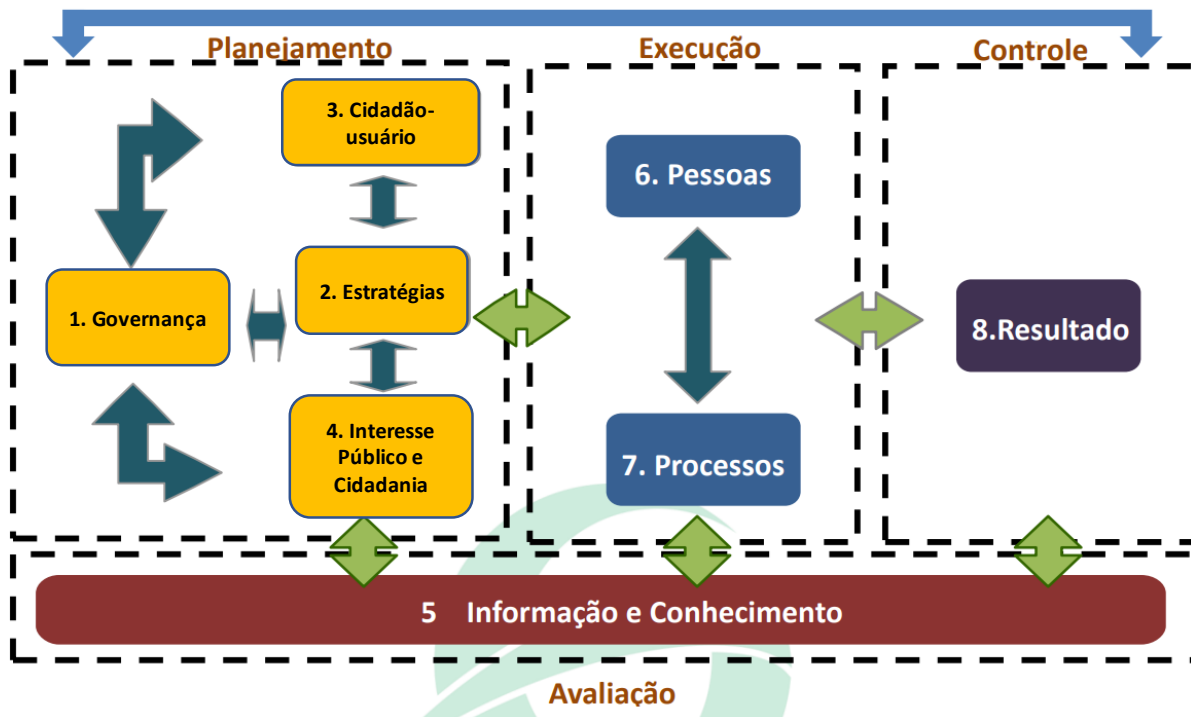 Planejamento
Execução
Controle
3. Cidadão-
usuário
6. Pessoas
2. Estratégias
1. Governança
8.Resultado
4. Interesse
Público e
Cidadania
7. Processos
5 Informação e Conhecimento
Avaliação